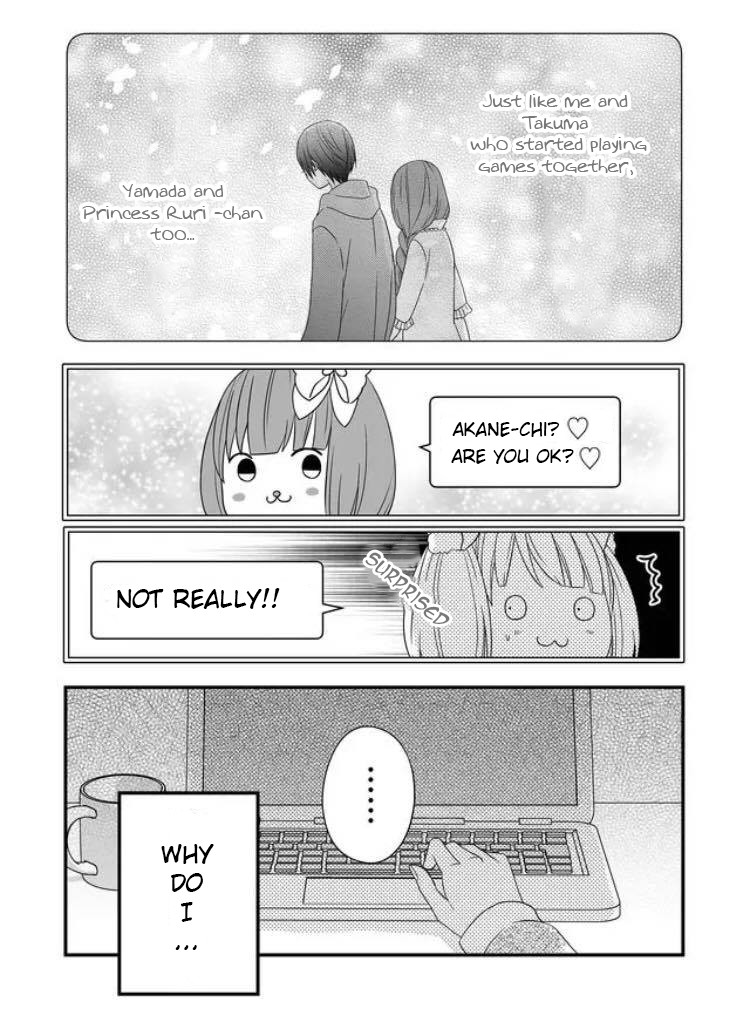 Just like me and
Takuma
who started playing
games together,
Yamada and
Princess Ruri -chan
too...
AKANE-CHI? ♡
ARE YOU OK? ♡
NOT REALLY!!
SURPRISED
......
WHY
DO
I
...